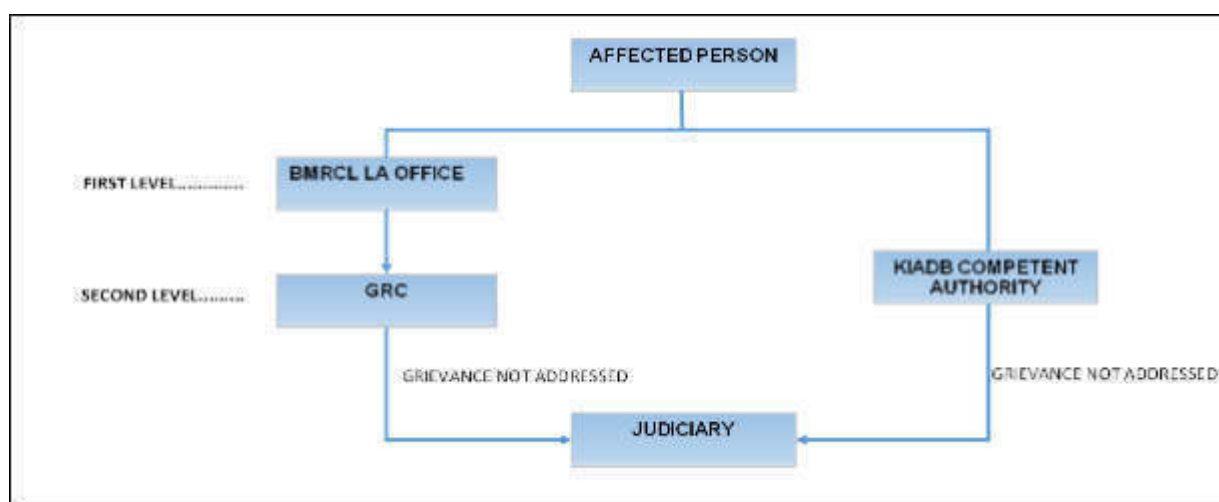 AFFECTED PERSON
FIRST LEVEL...............
BMRCL LA OFFICE
SECOND LEVEL..........
GRC
KIADB COMPETENT
AUTHORITY
GRIEVANCE NOT ADDRESSED
GRIEVANCE NOT ADDRESSED
JUDICIARY